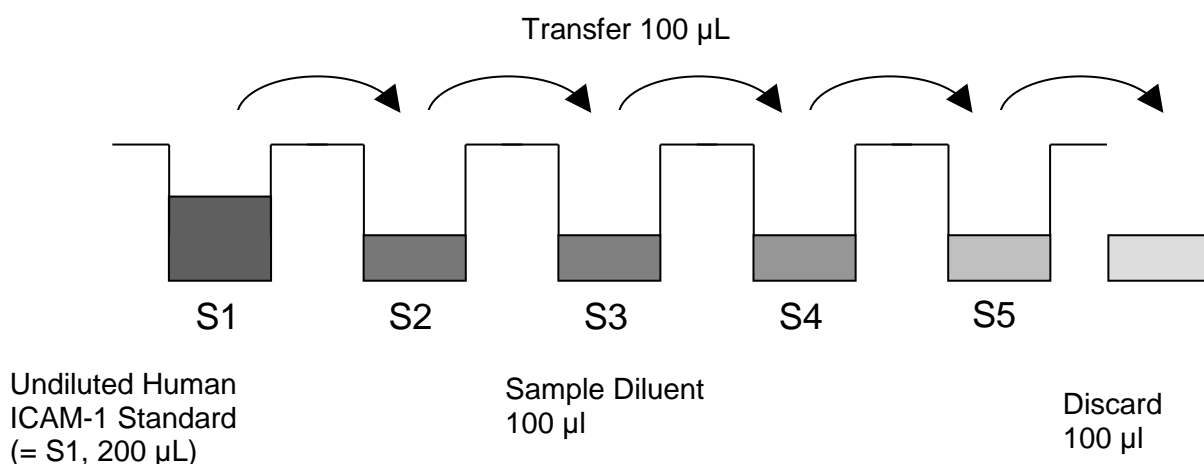 Transfer 100 µL
S1
S2
S3
S4
S5
Undiluted Human
ICAM-1 Standard
(= S1, 200 µL)
Sample Diluent
100 µl
Discard
100 µl